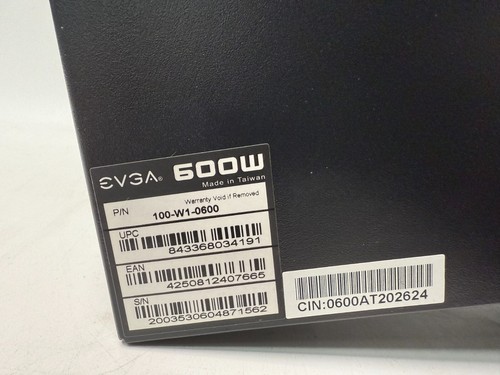 EVGA® 600W
Made in Taiwan
Warranty Void if Removed
P/N 100-W1-0600
UPC
843368034191
EAN
4250812407665
S/N
2003530604871562
CIN:0600AT202624